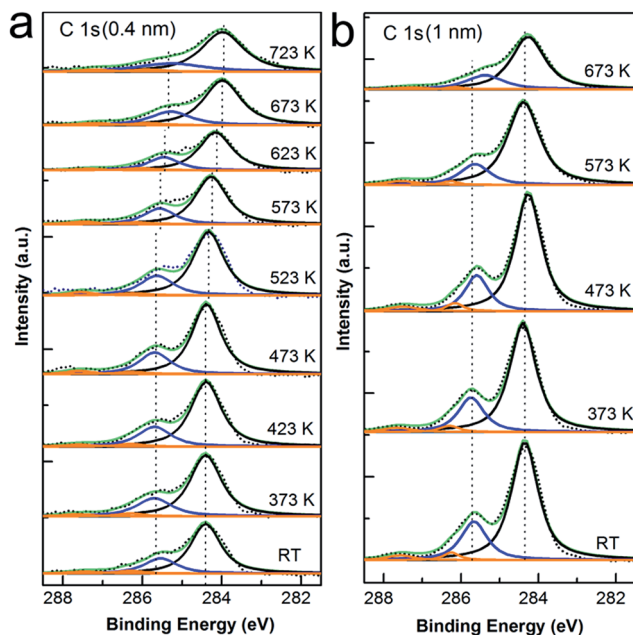 a
C 1s(0.4 nm)
723 K
673 K
623 K
573 K
523 K
473 K
423 K
373 K
RT
Intensity (a.u.)
288 286 284 282
Binding Energy (eV)
b
C 1s(1 nm)
673 K
573 K
473 K
373 K
RT
Intensity (a.u.)
288 286 284 282
Binding Energy (eV)